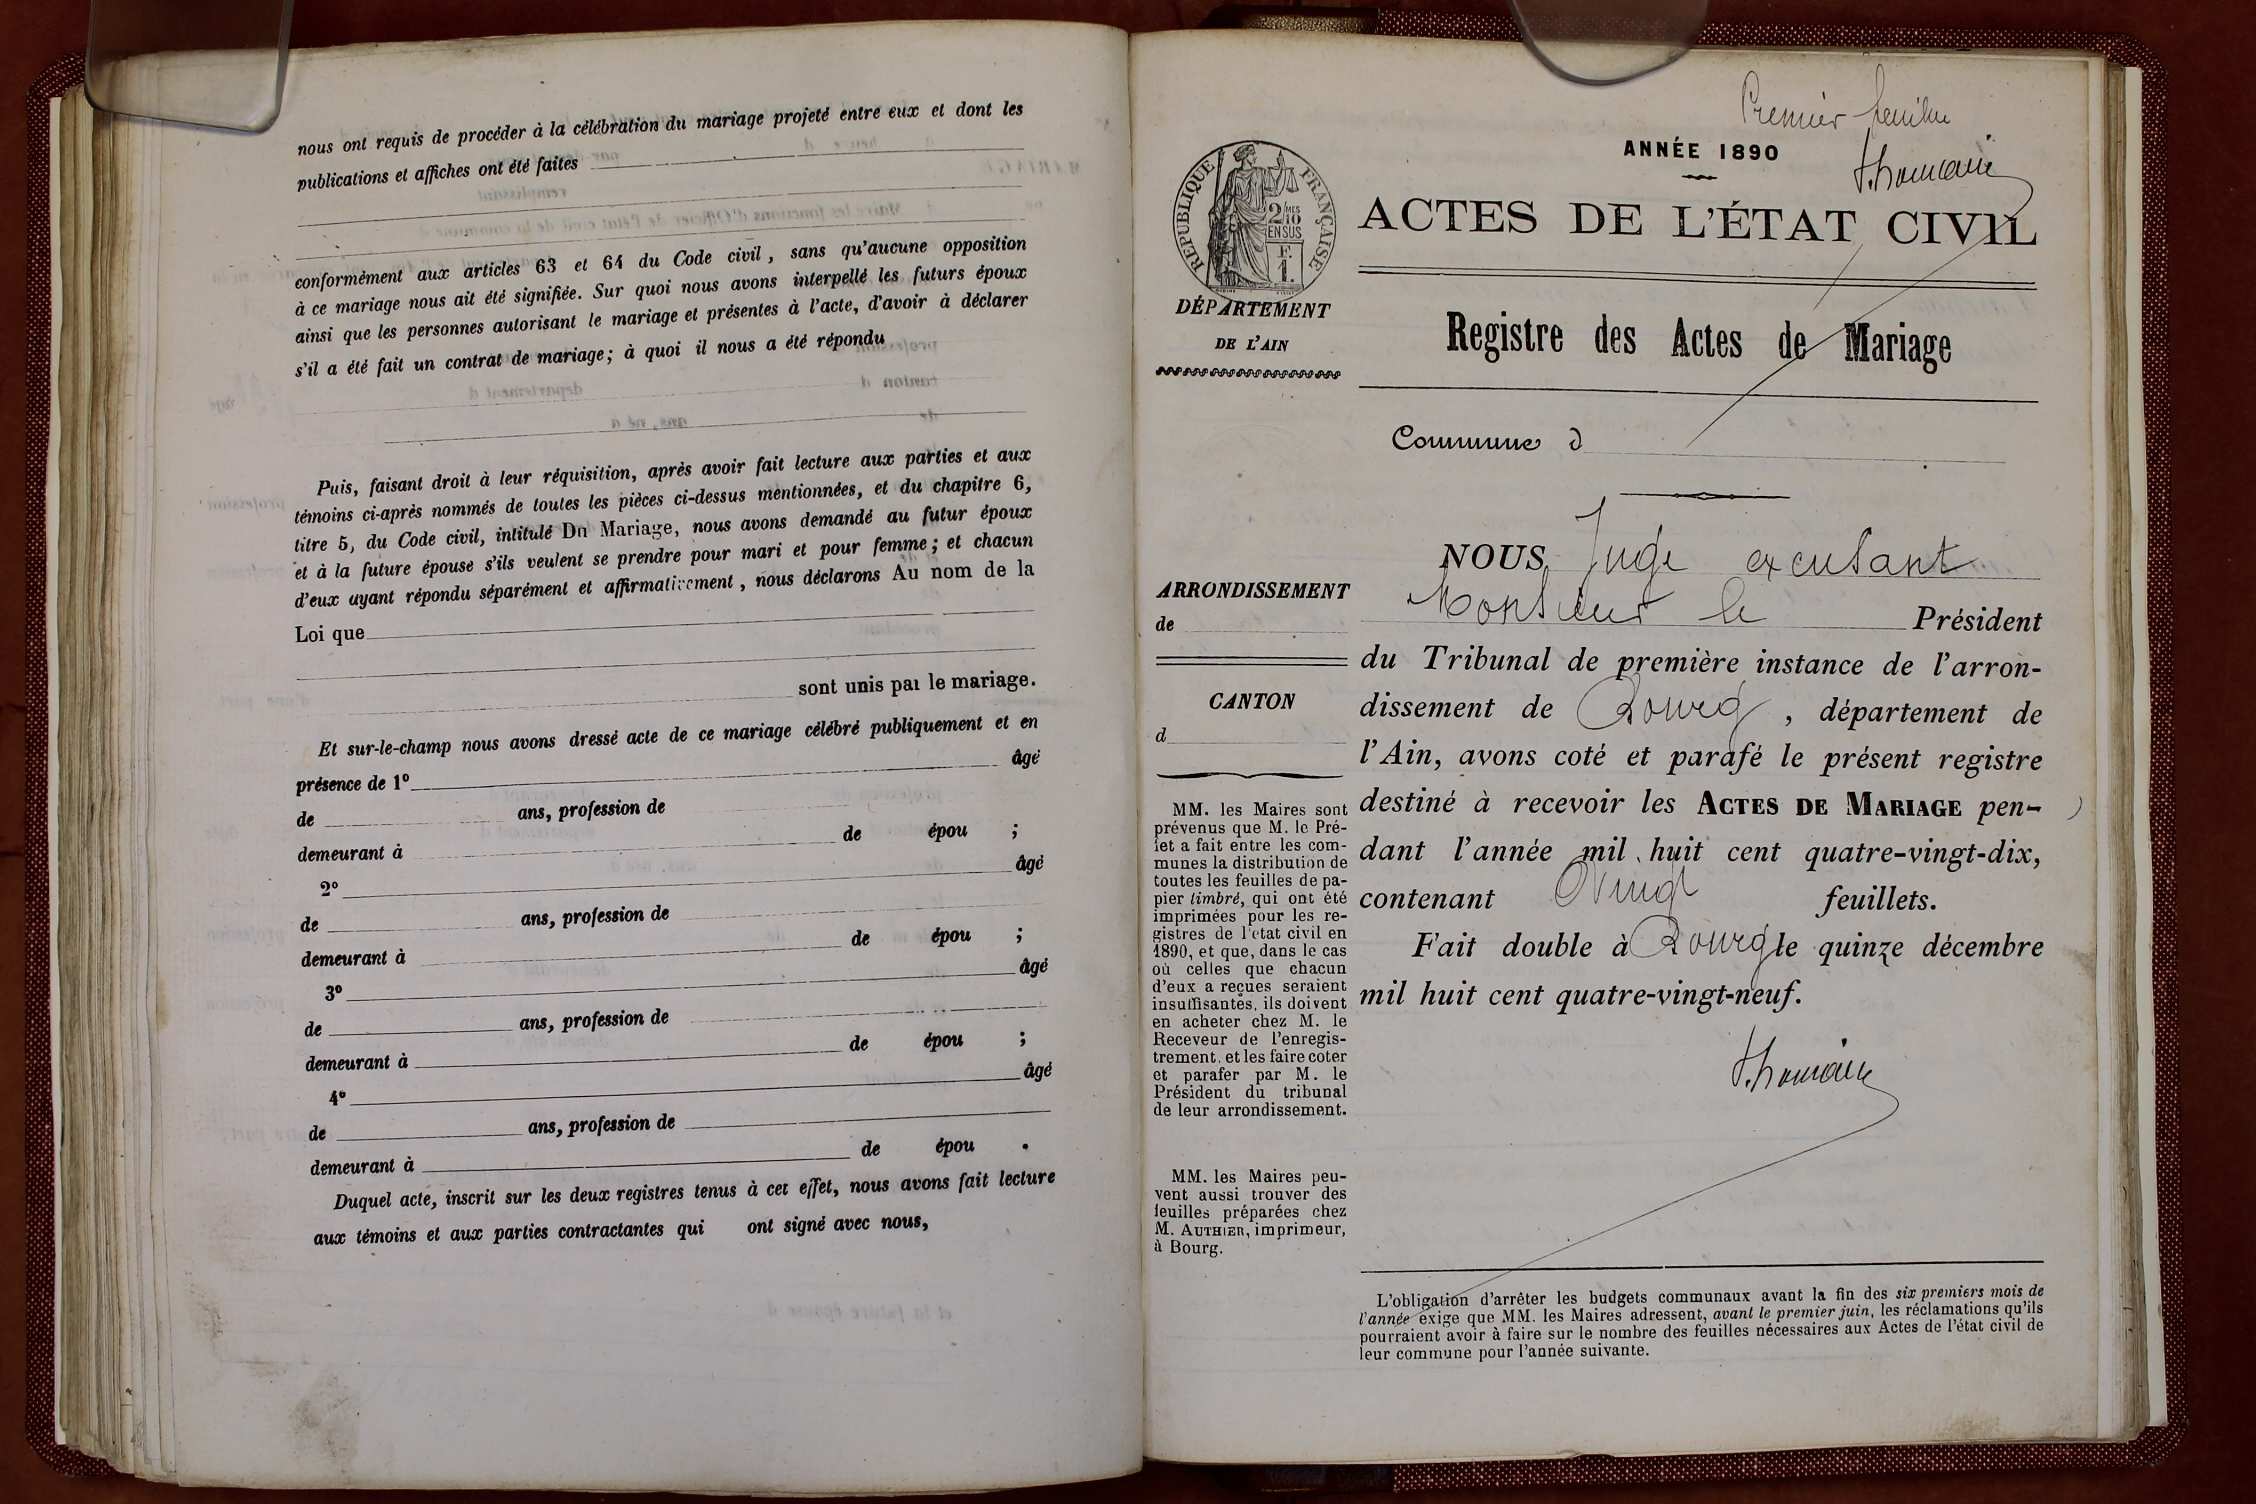 nous ont requis de procéder à la célébration du mariage projeté entre eux et dont les
publications et affiches ont été faites
conformément aux articles 63 et 64 du Code civil, sans qu'aucune opposition
à ce mariage nous ait été signifiée. Sur quoi nous avons interpellé les futurs époux
ainsi que les personnes autorisant le mariage et présentes à l'acte, d'avoir à déclarer
s'il a été fait un contrat de mariage; à quoi il nous a été répondu
Puis, faisant droit à leur réquisition, après avoir fait lecture aux parties et aux
témoins ci-après nommés de toutes les pièces ci-dessus mentionnées, et du chapitre 6,
titre 5, du Code civil, intitulé Du Mariage, nous avons demandé au futur époux
et à la future épouse s'ils veulent se prendre pour mari et pour femme; et chacun
d'eux ayant répondu séparément et affirmativement, nous déclarons Au nom de la
Loi que
sont unis par le mariage.
Et sur-le-champ nous avons dressé acte de ce mariage célébré publiquement et en
présence de 1º âgé
de ans, profession de
demeurant à de épou ;
2º âgé
de ans, profession de
demeurant à de épou ;
3º âgé
de ans, profession de
demeurant à de épou ;
4º âgé
de ans, profession de
demeurant à de épou .
Duquel acte, inscrit sur les deux registres tenus à cet effet, nous avons fait lecture
aux témoins et aux parties contractantes qui ont signé avec nous,
Premier
ANNÉE 1890
RÉPUBLIQUE FRANÇAISE
2/10 MES
EN SUS
F.
1.
ACTES DE L'ÉTAT CIVIL
DÉPARTEMENT
DE L'AIN
Registre des Actes de Mariage
Commune d
ARRONDISSEMENT
de
CANTON
d
MM. les Maires sont
prévenus que M. le Pré-
fet a fait entre les com-
munes la distribution de
toutes les feuilles de pa-
pier timbré, qui ont été
imprimées pour les re-
gistres de l'état civil en
1890, et que, dans le cas
où celles que chacun
d'eux a reçues seraient
insuffisantes, ils doivent
en acheter chez M. le
Receveur de l'enregis-
trement, et les faire coter
et parafer par M. le
Président du tribunal
de leur arrondissement.
MM. les Maires peu-
vent aussi trouver des
feuilles préparées chez
M. AUTHIER, imprimeur,
à Bourg.
NOUS Juge excusant
Monsieur le Président
du Tribunal de première instance de l'arron-
dissement de Bourg, département de
l'Ain, avons coté et parafé le présent registre
destiné à recevoir les ACTES DE MARIAGE pen-
dant l'année mil huit cent quatre-vingt-dix,
contenant Vingt feuillets.
Fait double à Bourg le quinze décembre
mil huit cent quatre-vingt-neuf.
L'obligation d'arrêter les budgets communaux avant la fin des six premiers mois de
l'année exige que MM. les Maires adressent, avant le premier juin, les réclamations qu'ils
pourraient avoir à faire sur le nombre des feuilles nécessaires aux Actes de l'état civil de
leur commune pour l'année suivante.